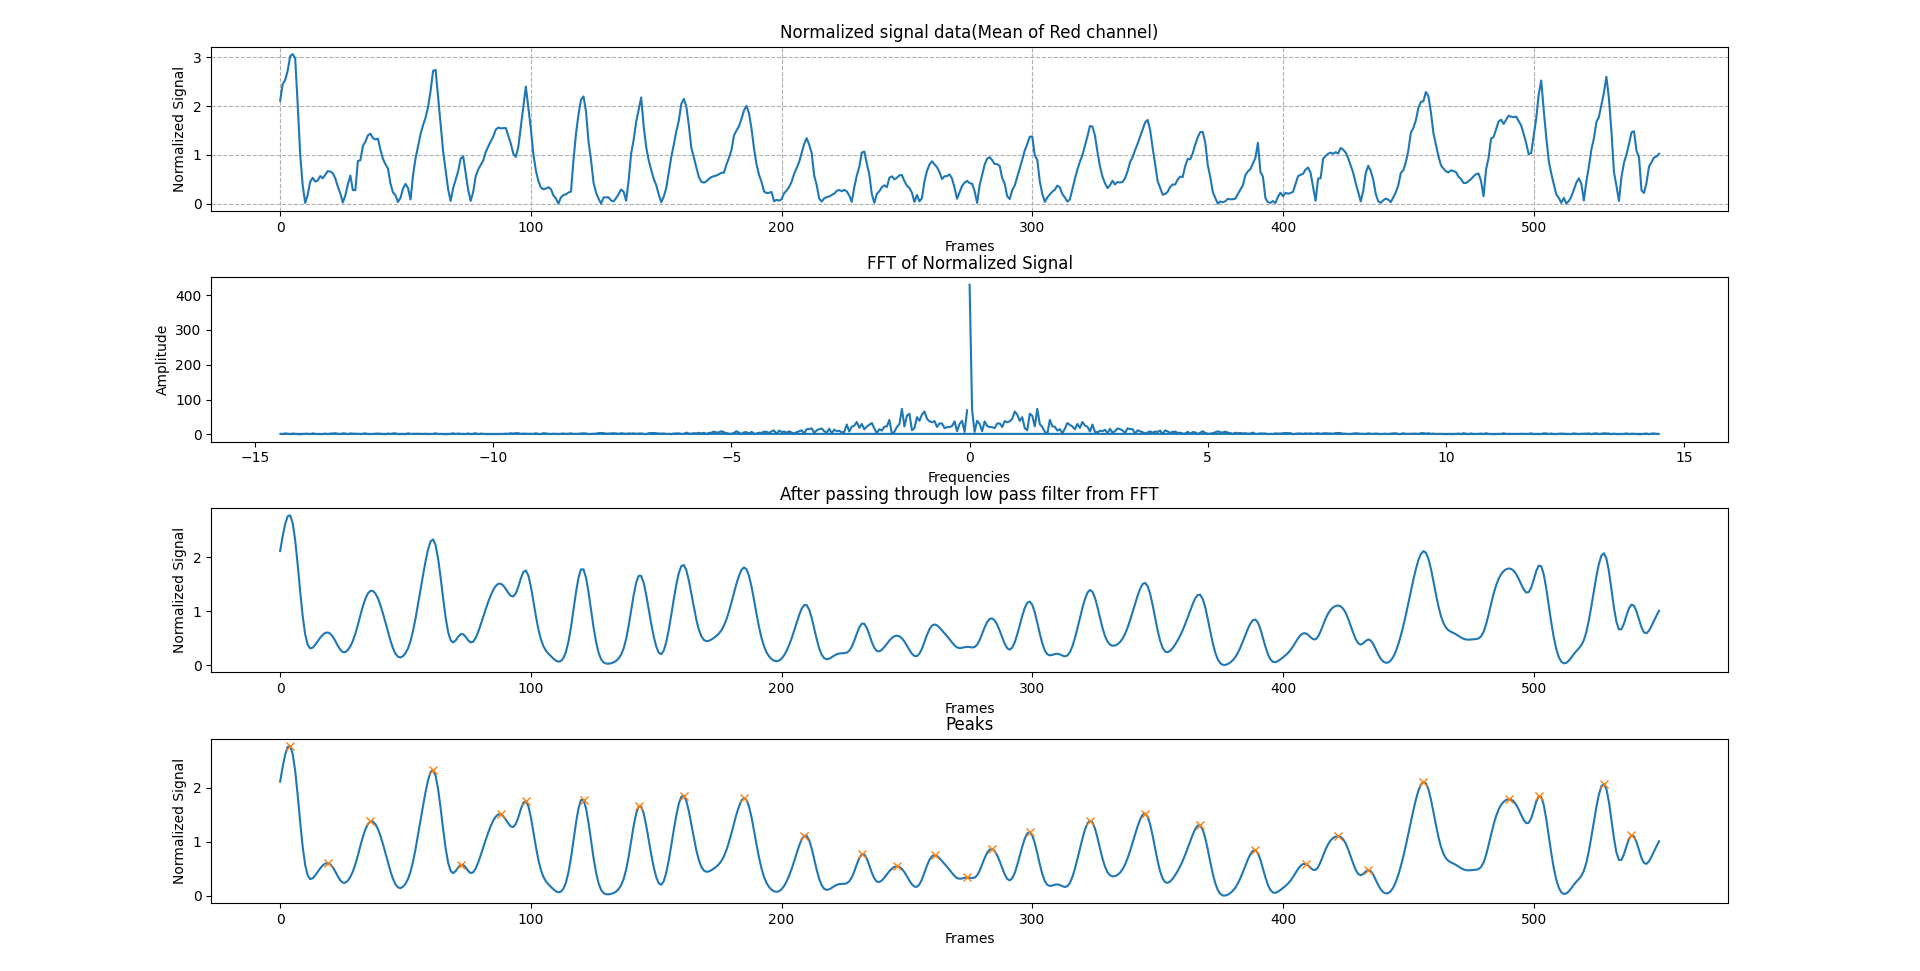 Normalized signal data(Mean of Red channel)
Normalized Signal
3
2
1
0
0 100 200 300 400 500
Frames
FFT of Normalized Signal
Amplitude
400
300
200
100
0
−15 −10 −5 0 5 10 15
Frequencies
After passing through low pass filter from FFT
Normalized Signal
2
1
0
0 100 200 300 400 500
Frames
Peaks
Normalized Signal
2
1
0
0 100 200 300 400 500
Frames